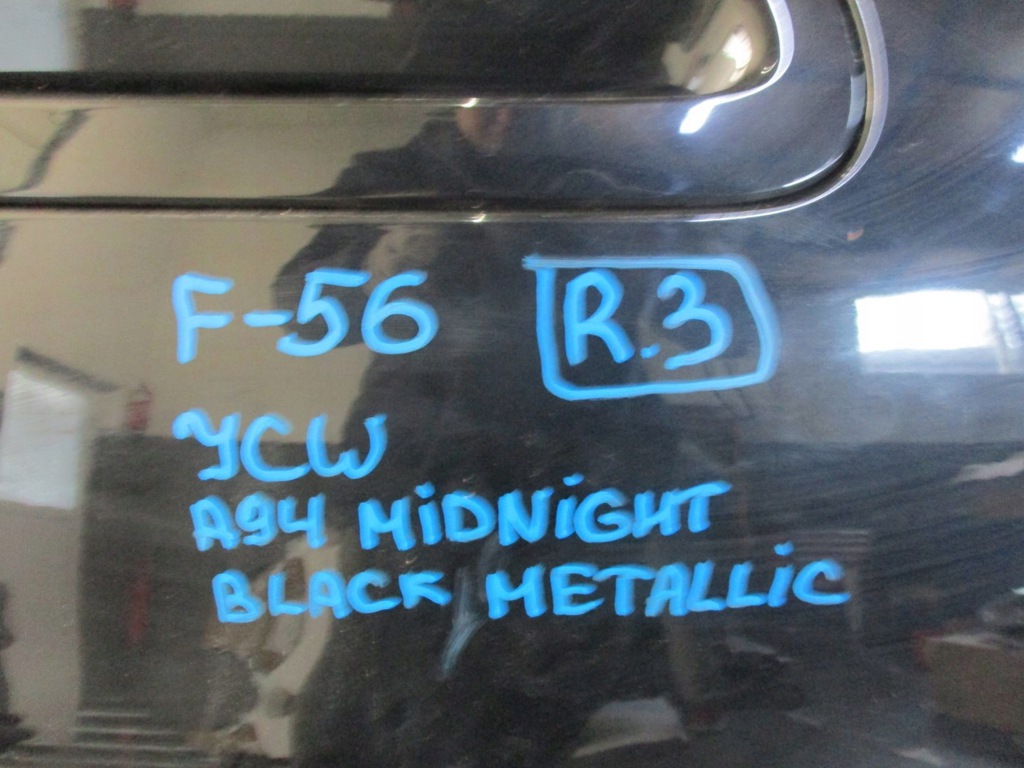 F-56 R.3
YCW
A94 MiDNiGHT
BLACK METALLiC